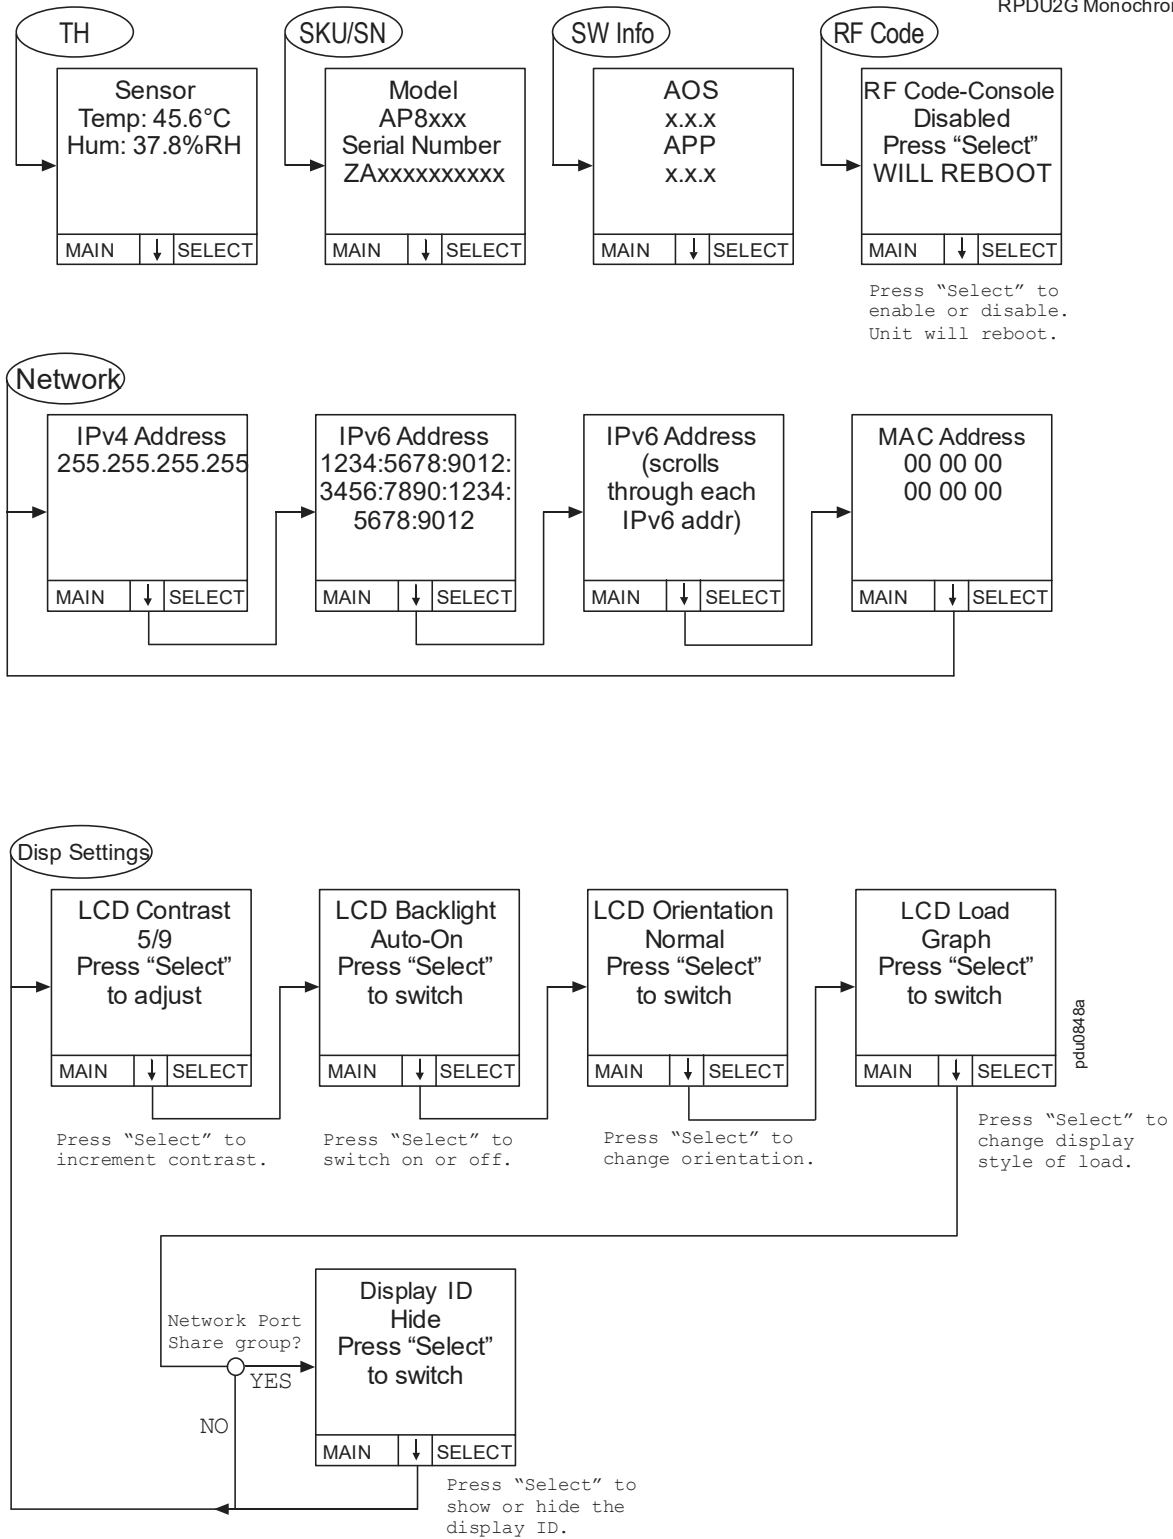 RPDU2G Monochro
TH
SKU/SN
SW Info
RF Code
Sensor
Temp: 45.6°C
Hum: 37.8%RH
MAIN ↓ SELECT
Model
AP8xxx
Serial Number
ZAxxxxxxxxxx
MAIN ↓ SELECT
AOS
x.x.x
APP
x.x.x
MAIN ↓ SELECT
RF Code-Console
Disabled
Press “Select”
WILL REBOOT
MAIN ↓ SELECT
Press “Select” to
enable or disable.
Unit will reboot.
Network
IPv4 Address
255.255.255.255
MAIN ↓ SELECT
IPv6 Address
1234:5678:9012:
3456:7890:1234:
5678:9012
MAIN ↓ SELECT
IPv6 Address
(scrolls
through each
IPv6 addr)
MAIN ↓ SELECT
MAC Address
00 00 00
00 00 00
MAIN ↓ SELECT
Disp Settings
LCD Contrast
5/9
Press “Select”
to adjust
MAIN ↓ SELECT
Press “Select” to
increment contrast.
LCD Backlight
Auto-On
Press “Select”
to switch
MAIN ↓ SELECT
Press “Select” to
switch on or off.
LCD Orientation
Normal
Press “Select”
to switch
MAIN ↓ SELECT
Press “Select” to
change orientation.
LCD Load
Graph
Press “Select”
to switch
MAIN ↓ SELECT
Press “Select” to
change display
style of load.
pdu0848a
Network Port
Share group?
YES
NO
Display ID
Hide
Press “Select”
to switch
MAIN ↓ SELECT
Press “Select” to
show or hide the
display ID.